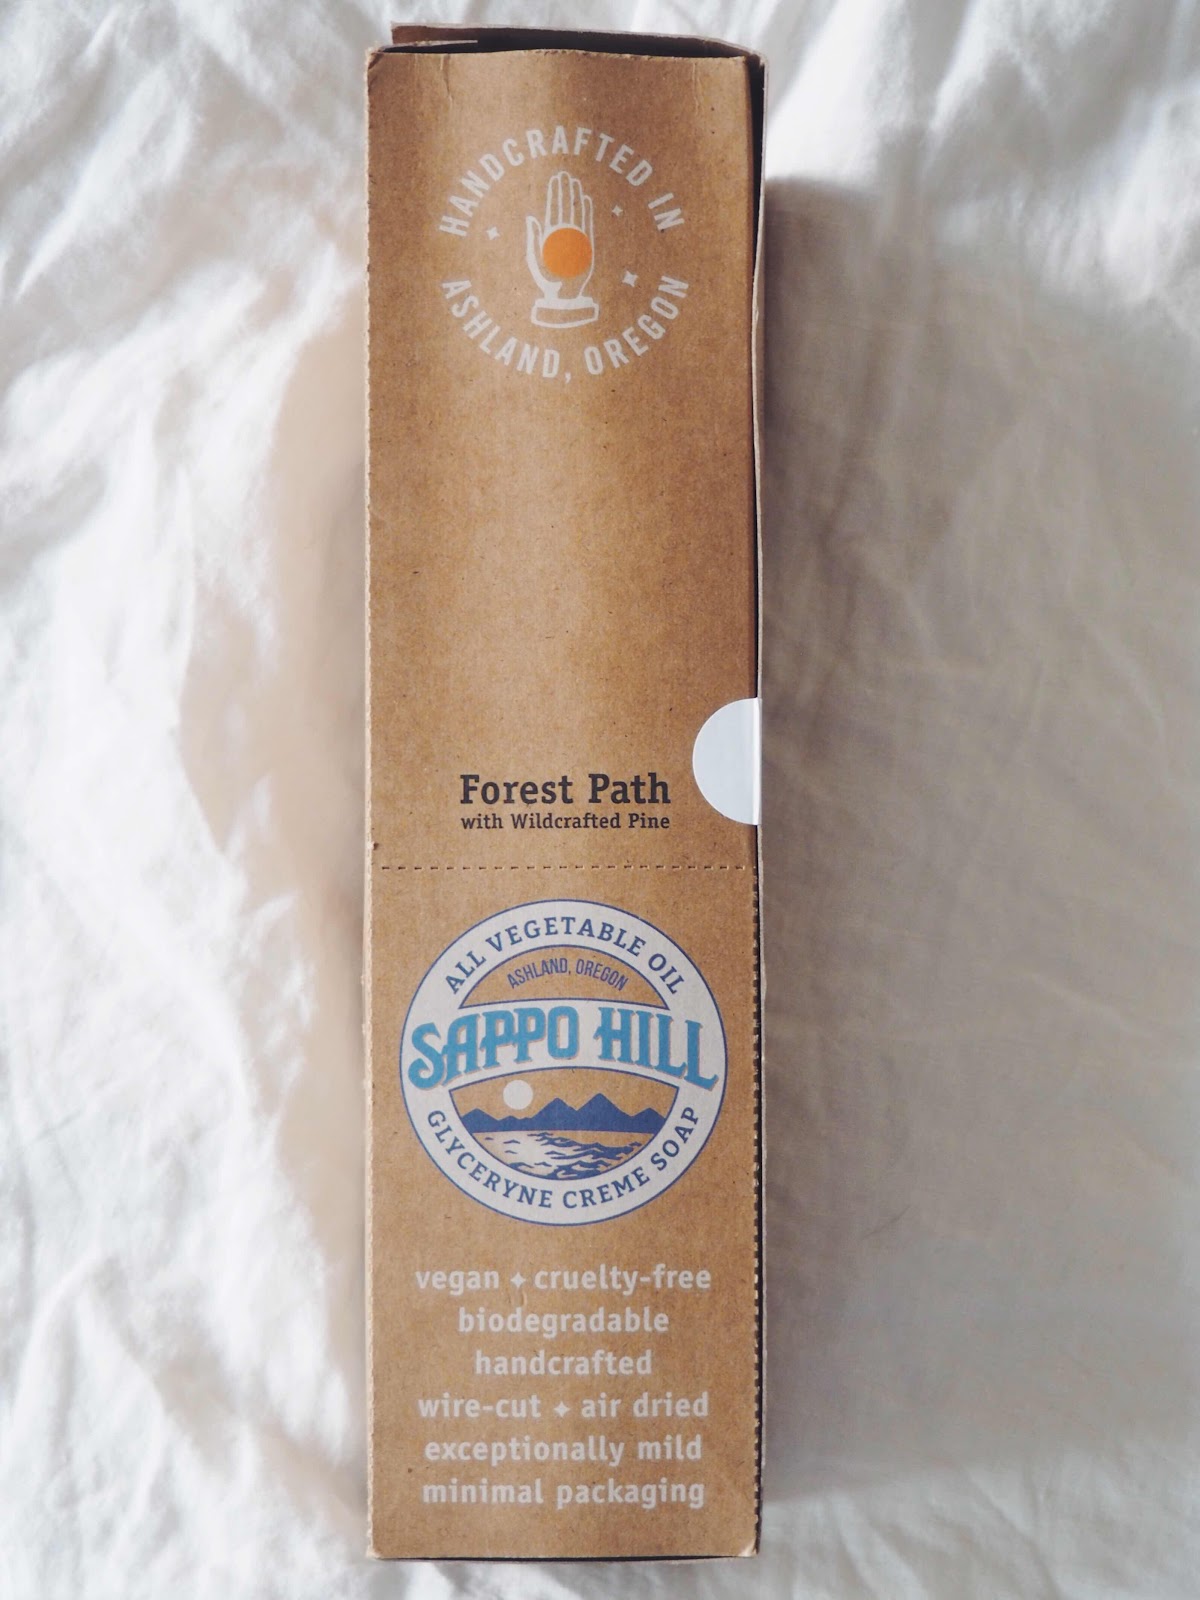 HANDCRAFTED IN
ASHLAND, OREGON
Forest Path
with Wildcrafted Pine
ALL VEGETABLE OIL
ASHLAND, OREGON
SAPPO HILL
GLYCERYNE CREME SOAP
vegan ✦ cruelty-free
biodegradable
handcrafted
wire-cut ✦ air dried
exceptionally mild
minimal packaging